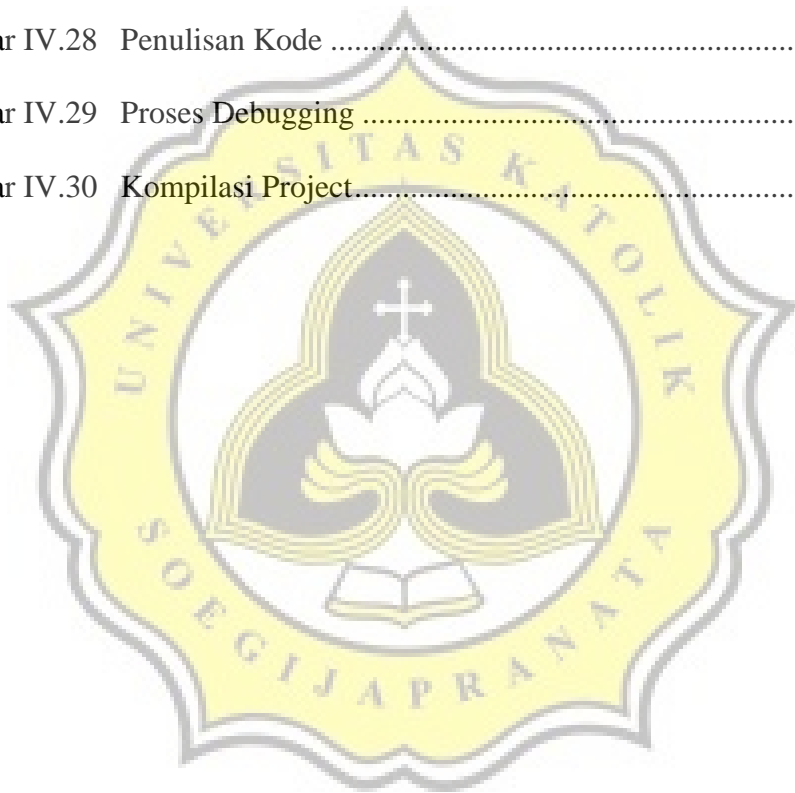 ar IV.28 Penulisan Kode ......................................................
ar IV.29 Proses Debugging ..................................................
ar IV.30 Kompilasi Project...................................................
UNIVERSITAS KATOLIK
SOEGIJAPRANATA